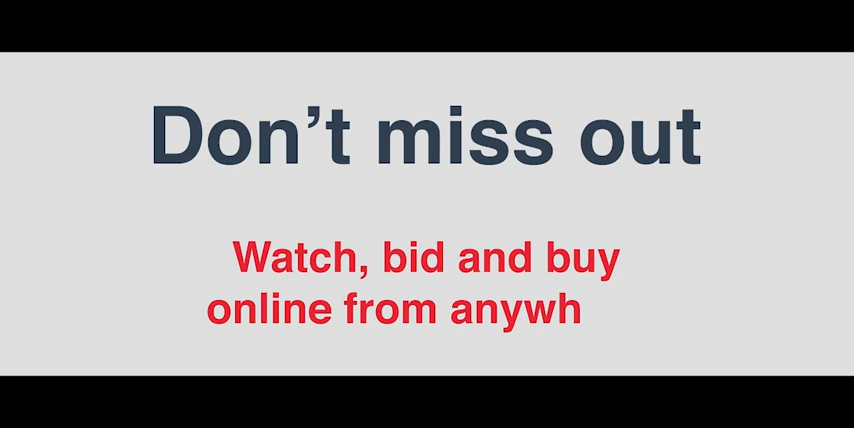 Don’t miss out
Watch, bid and buy
online from anywh